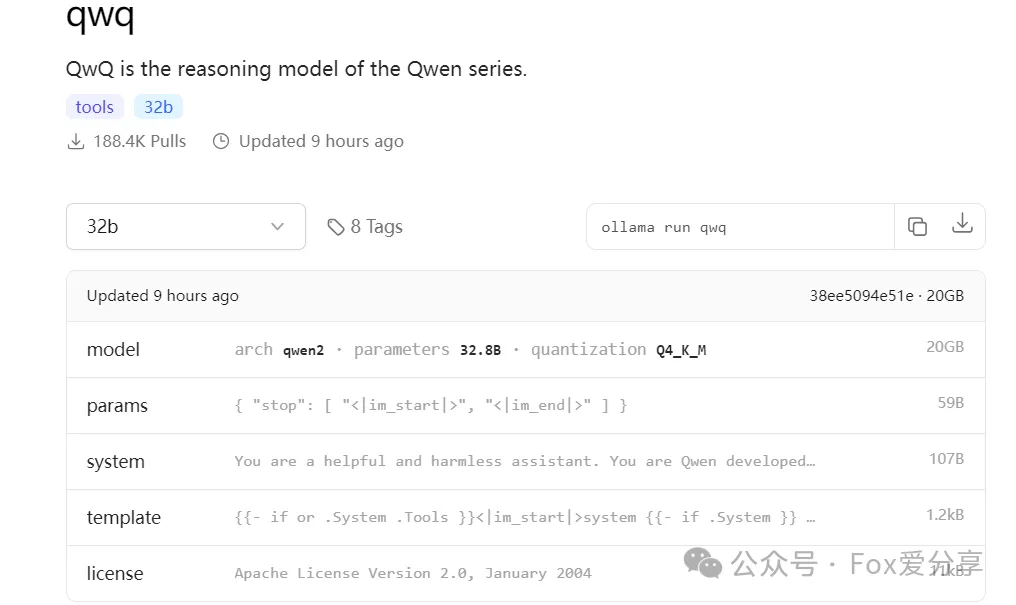 qwq
QwQ is the reasoning model of the Qwen series.
tools 32b
188.4K Pulls Updated 9 hours ago
32b 8 Tags ollama run qwq
Updated 9 hours ago 38ee5094e51e · 20GB
model arch qwen2 · parameters 32.8B · quantization Q4_K_M 20GB
params { "stop": [ "<|im_start|>", "<|im_end|>" ] } 59B
system You are a helpful and harmless assistant. You are Qwen developed… 107B
template {{- if or .System .Tools }}<|im_start|>system {{- if .System }} … 1.2kB
license Apache License Version 2.0, January 2004 11kB
公众号 · Fox爱分享